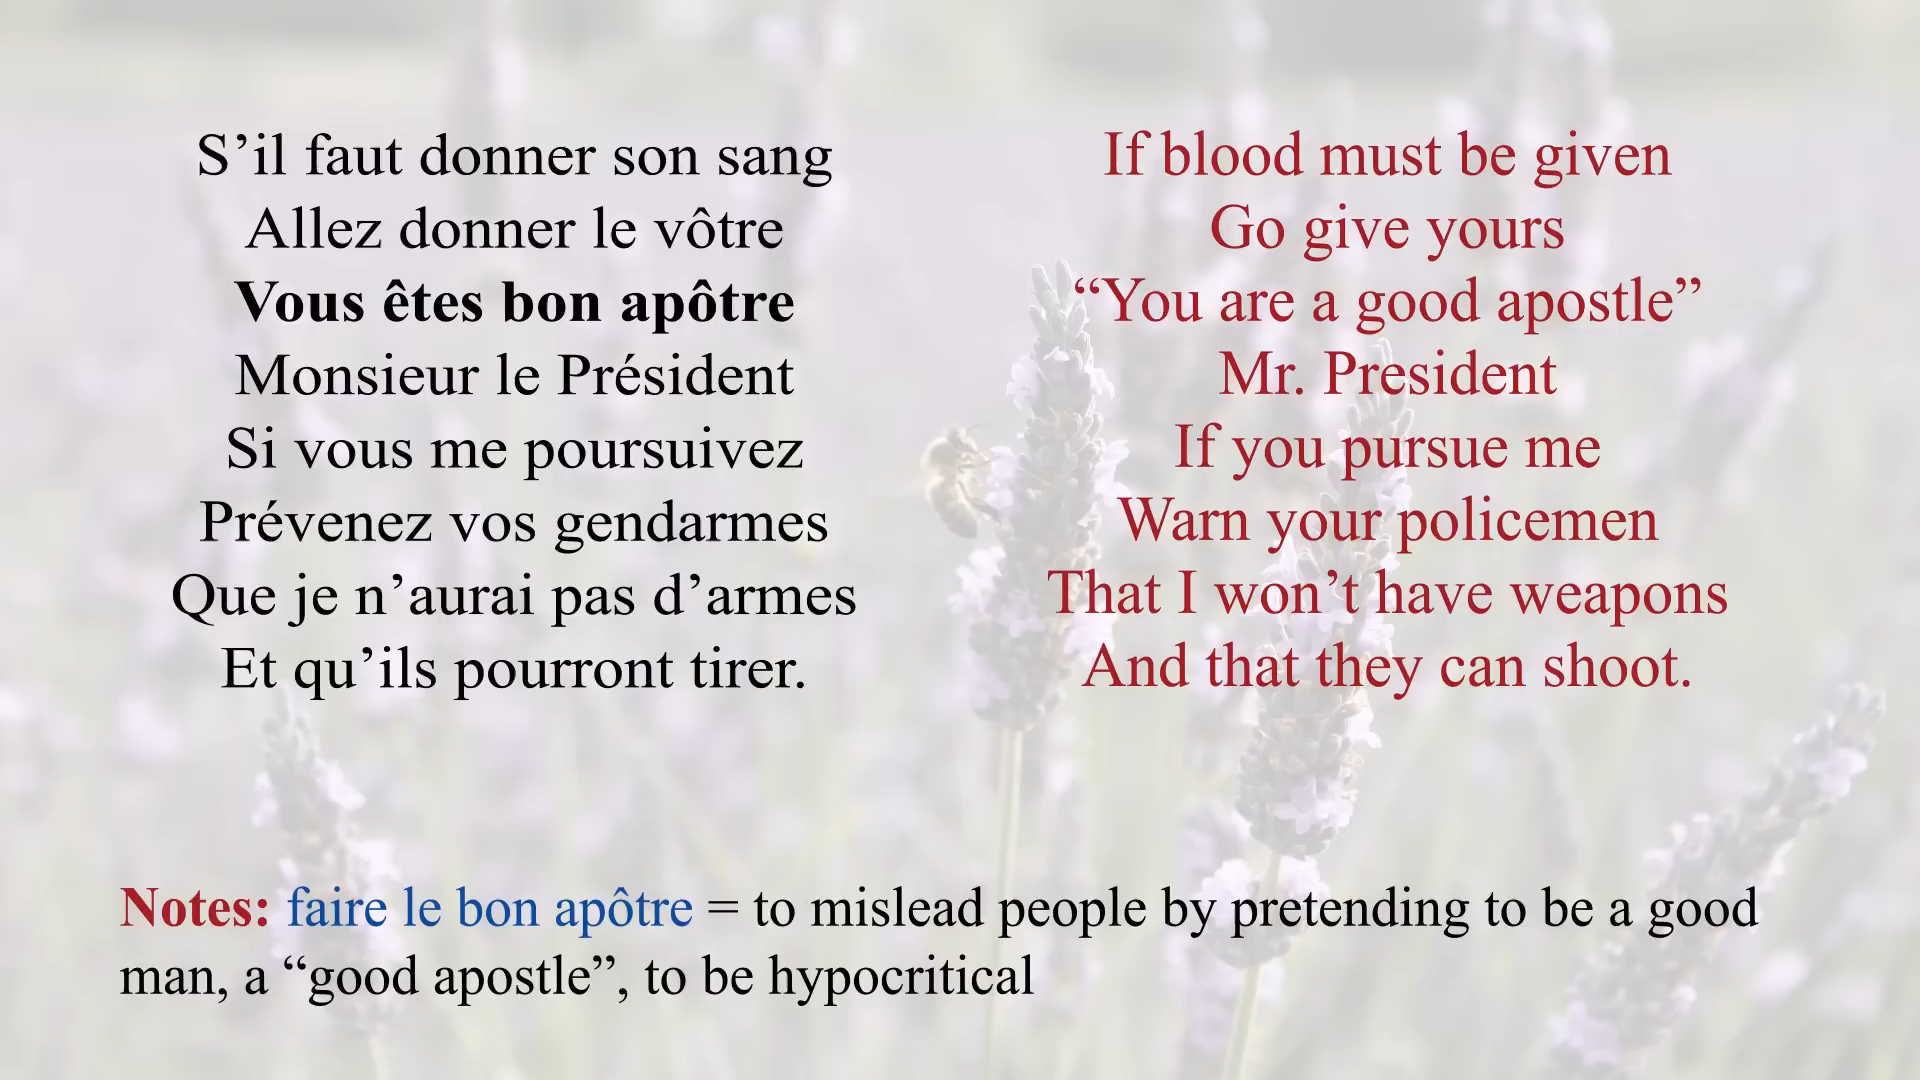 S’il faut donner son sang
Allez donner le vôtre
Vous êtes bon apôtre
Monsieur le Président
Si vous me poursuivez
Prévenez vos gendarmes
Que je n’aurai pas d’armes
Et qu’ils pourront tirer.
If blood must be given
Go give yours
“You are a good apostle”
Mr. President
If you pursue me
Warn your policemen
That I won’t have weapons
And that they can shoot.
Notes: faire le bon apôtre = to mislead people by pretending to be a good
man, a “good apostle”, to be hypocritical